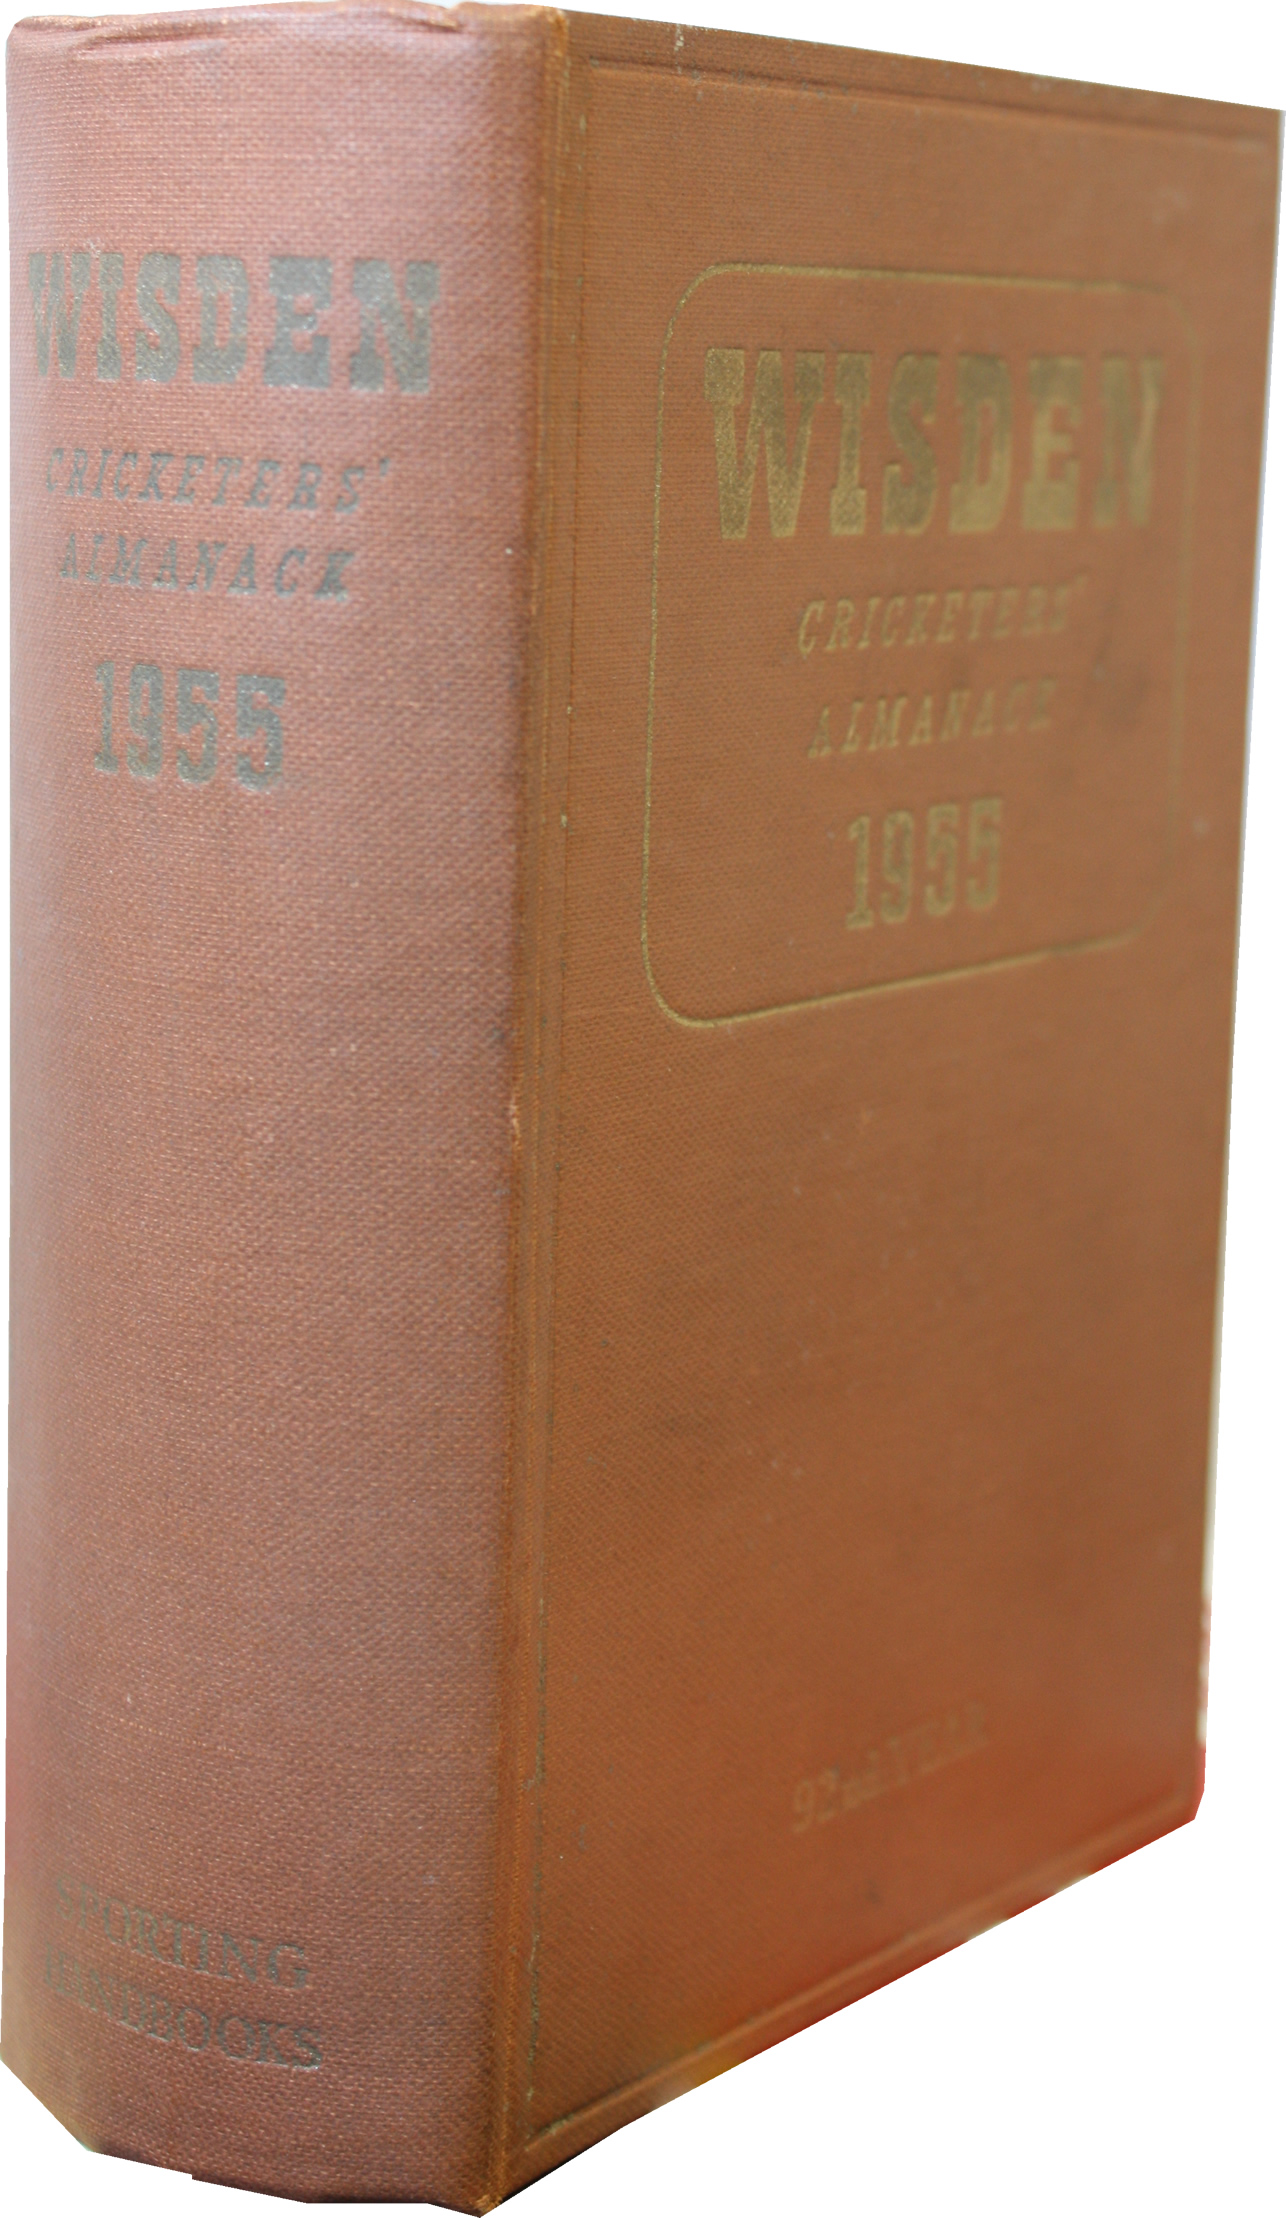 WISDEN
CRICKETERS'
ALMANACK
1955
SPORTING
HANDBOOKS
WISDEN
CRICKETERS'
ALMANACK
1955
92nd YEAR